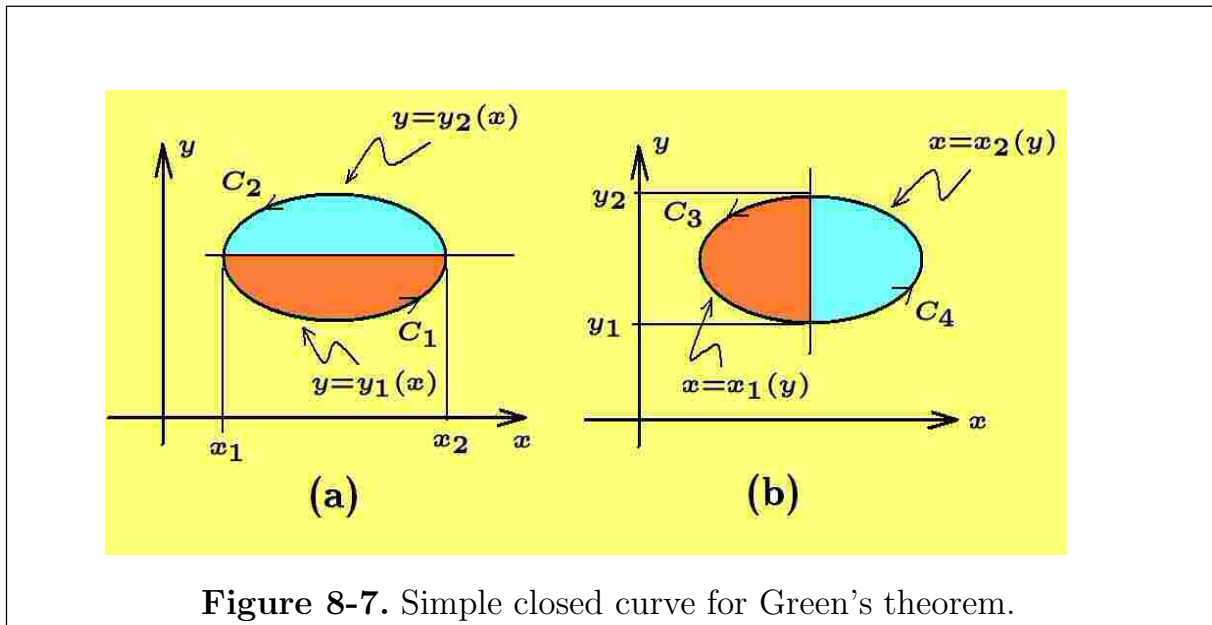 y=y₂(x)
y
C₂
C₁
y=y₁(x)
x₁
x₂
x
(a)
y
x=x₂(y)
y₂
C₃
y₁
C₄
x=x₁(y)
x
(b)
Figure 8-7. Simple closed curve for Green's theorem.